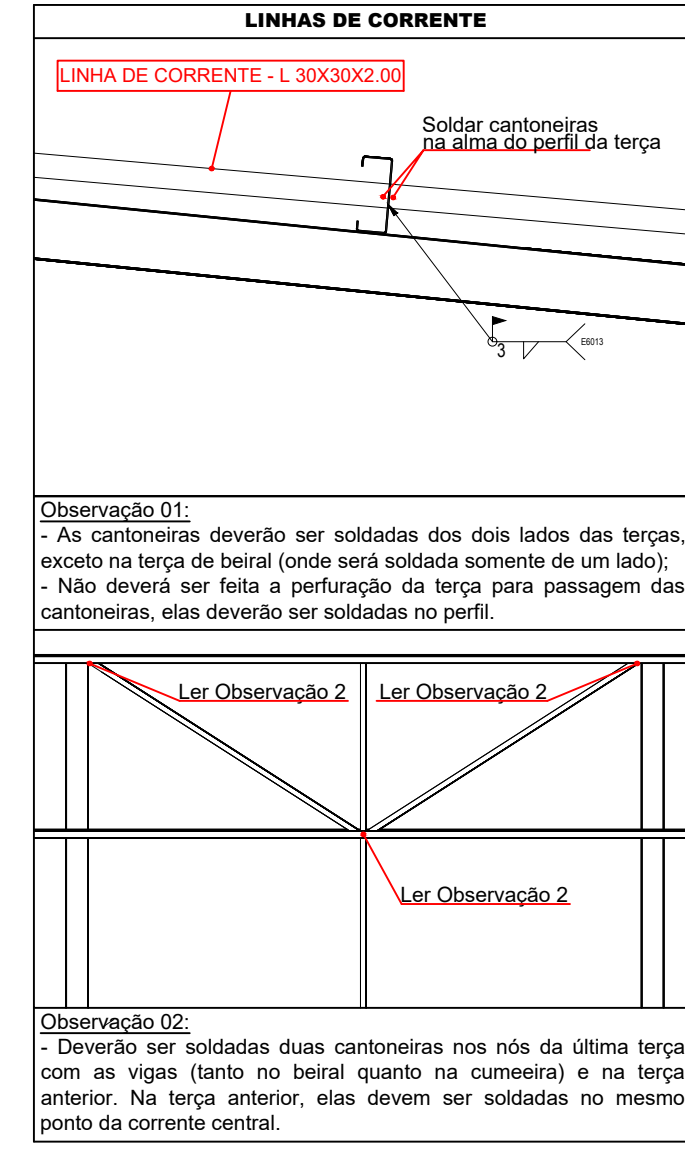 LINHAS DE CORRENTE
LINHA DE CORRENTE - L 30X30X2.00
Soldar cantoneiras
na alma do perfil da terça
3
E6013
Observação 01:
- As cantoneiras deverão ser soldadas dos dois lados das terças,
exceto na terça de beiral (onde será soldada somente de um lado);
- Não deverá ser feita a perfuração da terça para passagem das
cantoneiras, elas deverão ser soldadas no perfil.
Ler Observação 2
Ler Observação 2
Ler Observação 2
Observação 02:
- Deverão ser soldadas duas cantoneiras nos nós da última terça
com as vigas (tanto no beiral quanto na cumeeira) e na terça
anterior. Na terça anterior, elas devem ser soldadas no mesmo
ponto da corrente central.